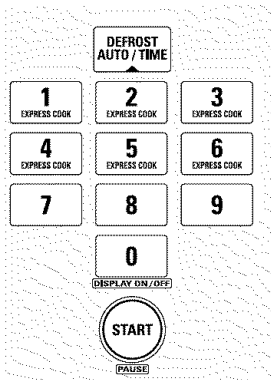 DEFROST
AUTO / TIME
1 2 3
EXPRESS COOK EXPRESS COOK EXPRESS COOK
4 5 6
EXPRESS COOK EXPRESS COOK EXPRESS COOK
7 8 9
0
DISPLAY ON/OFF
START
PAUSE